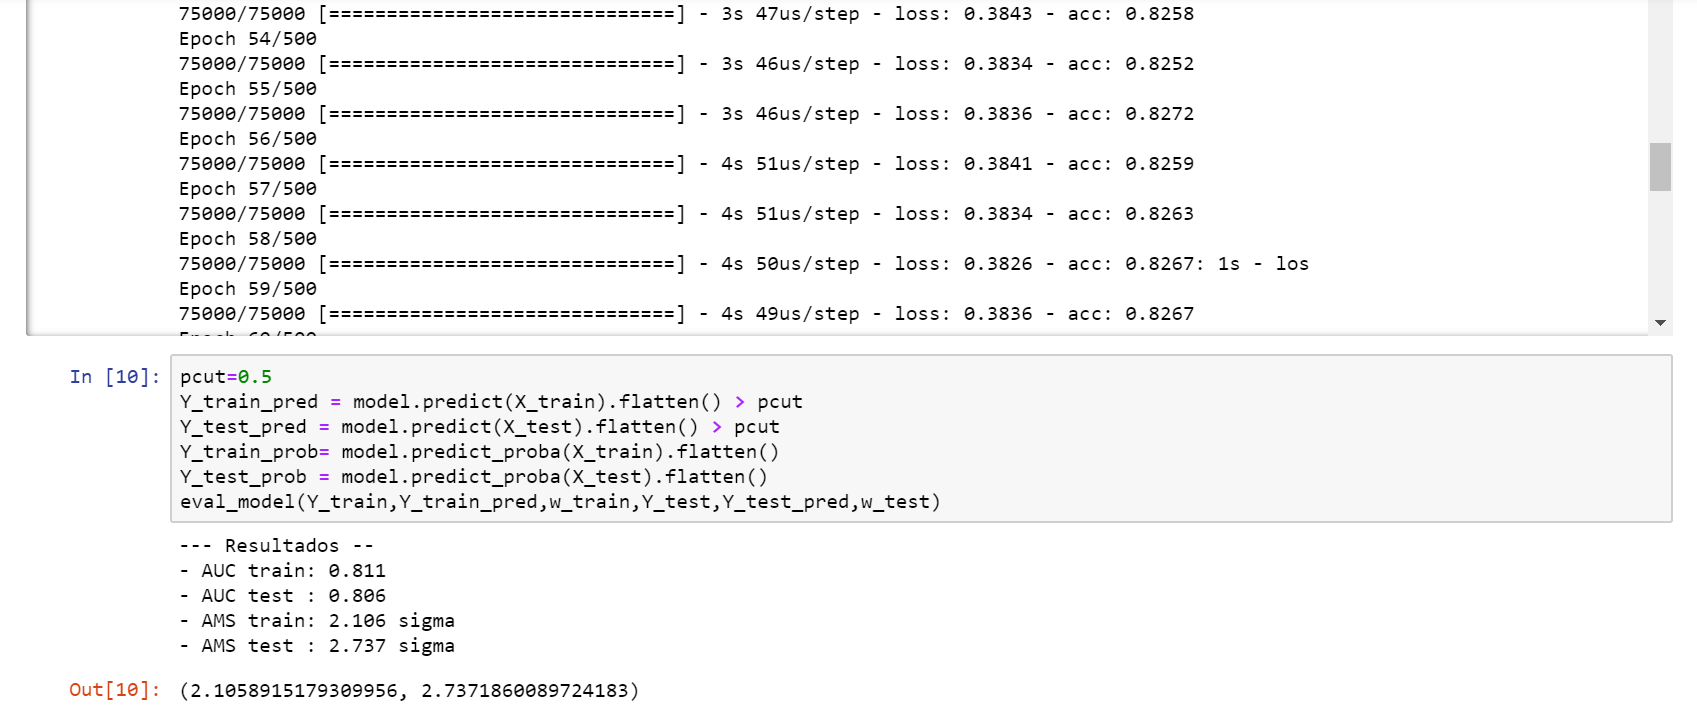 75000/75000 [==============================] - 3s 47us/step - loss: 0.3843 - acc: 0.8258
Epoch 54/500
75000/75000 [==============================] - 3s 46us/step - loss: 0.3834 - acc: 0.8252
Epoch 55/500
75000/75000 [==============================] - 3s 46us/step - loss: 0.3836 - acc: 0.8272
Epoch 56/500
75000/75000 [==============================] - 4s 51us/step - loss: 0.3841 - acc: 0.8259
Epoch 57/500
75000/75000 [==============================] - 4s 51us/step - loss: 0.3834 - acc: 0.8263
Epoch 58/500
75000/75000 [==============================] - 4s 50us/step - loss: 0.3826 - acc: 0.8267: 1s - los
Epoch 59/500
75000/75000 [==============================] - 4s 49us/step - loss: 0.3836 - acc: 0.8267
Epoch 60/500
In [10]: pcut=0.5
Y_train_pred = model.predict(X_train).flatten() > pcut
Y_test_pred = model.predict(X_test).flatten() > pcut
Y_train_prob= model.predict_proba(X_train).flatten()
Y_test_prob = model.predict_proba(X_test).flatten()
eval_model(Y_train,Y_train_pred,w_train,Y_test,Y_test_pred,w_test)
--- Resultados --
- AUC train: 0.811
- AUC test : 0.806
- AMS train: 2.106 sigma
- AMS test : 2.737 sigma
Out[10]: (2.1058915179309956, 2.7371860089724183)